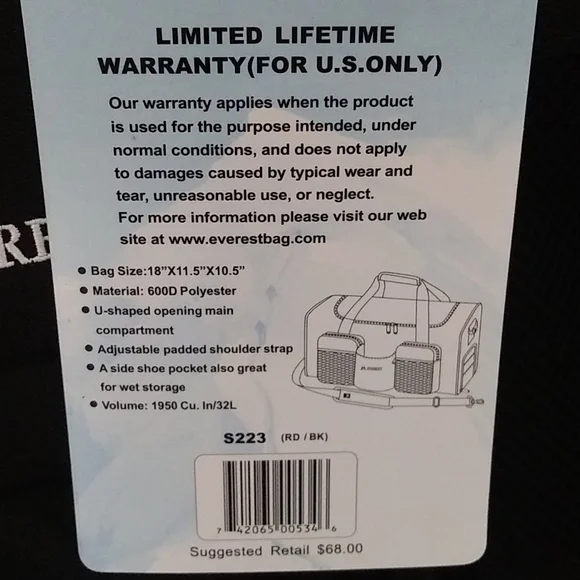 LIMITED LIFETIME
WARRANTY(FOR U.S.ONLY)
Our warranty applies when the product
is used for the purpose intended, under
normal conditions, and does not apply
to damages caused by typical wear and
tear, unreasonable use, or neglect.
For more information please visit our web
site at www.everestbag.com
• Bag Size:18"X11.5"X10.5"
• Material: 600D Polyester
• U-shaped opening main
compartment
• Adjustable padded shoulder strap
• A side shoe pocket also great
for wet storage
• Volume: 1950 Cu. In/32L
EVEREST
S223 (RD / BK)
7 42065 00534 6
Suggested Retail $68.00